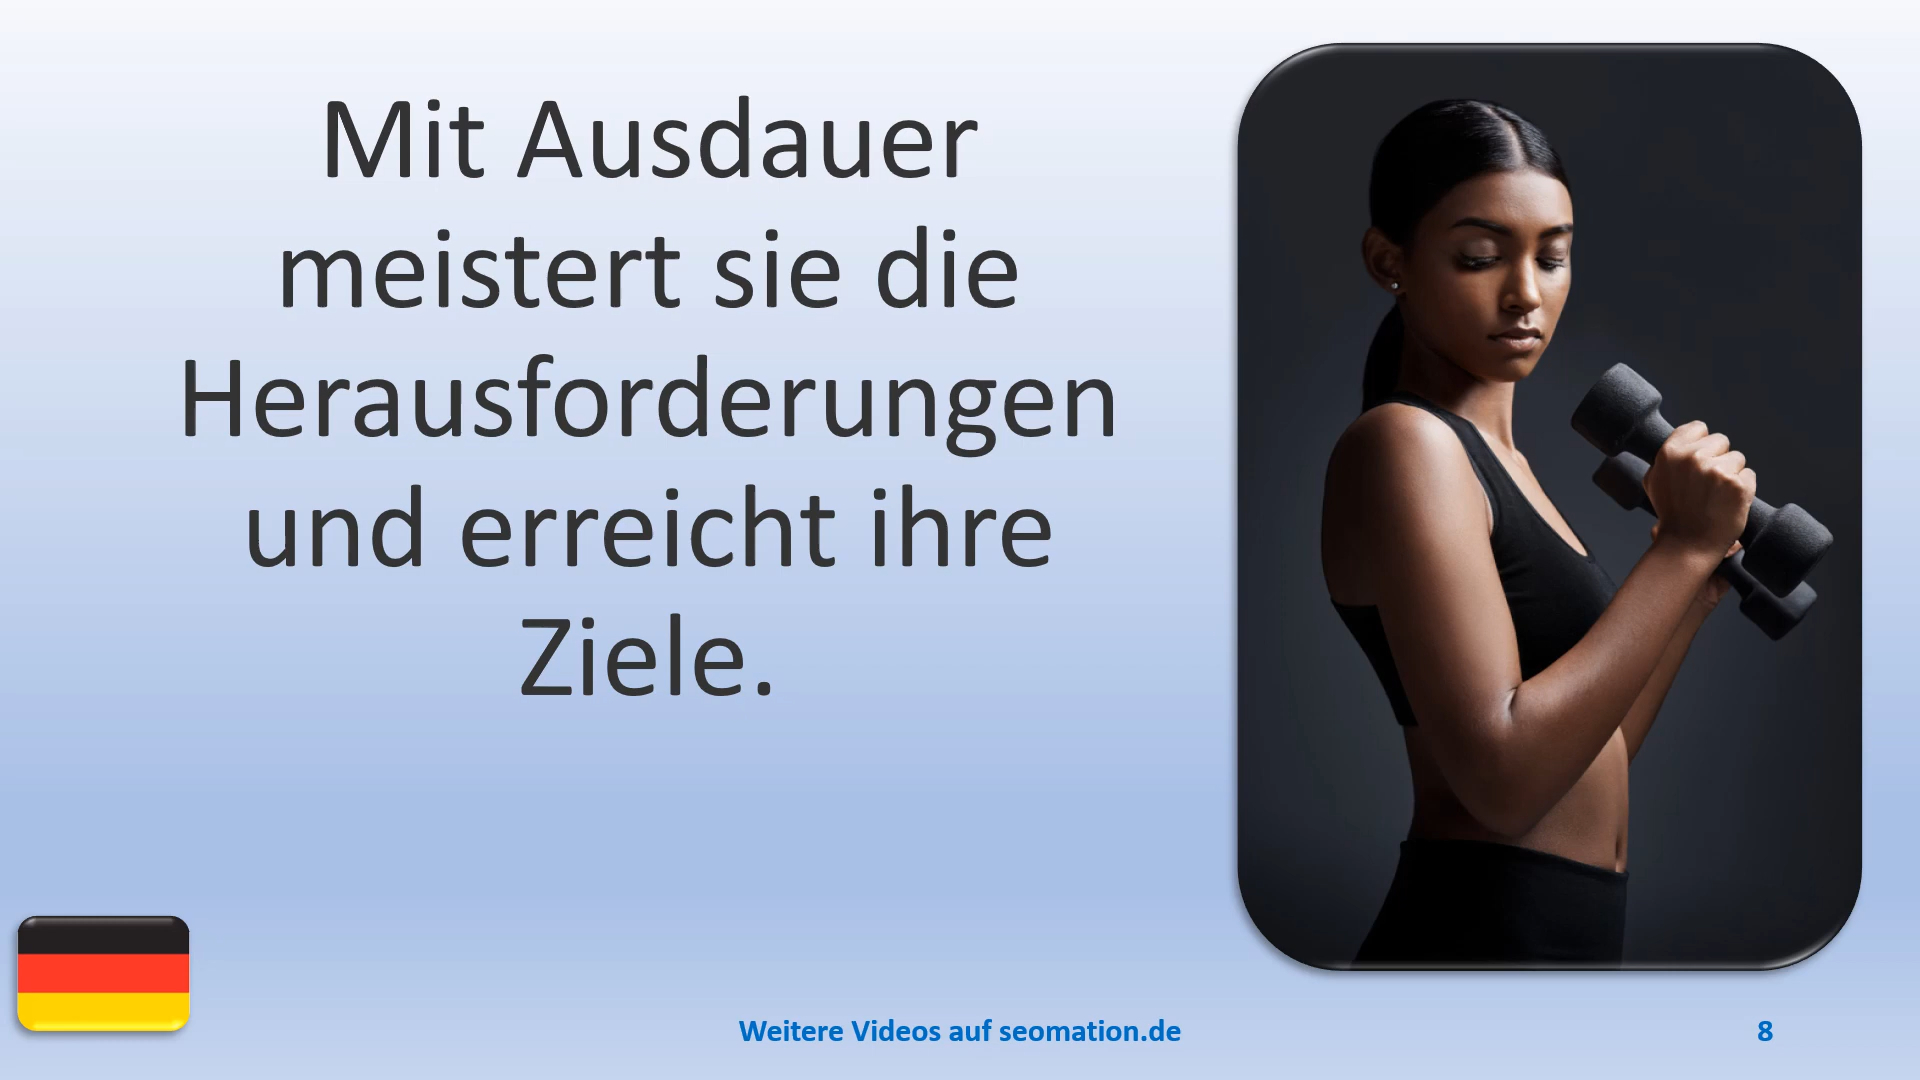 Mit Ausdauer
meistert sie die
Herausforderungen
und erreicht ihre
Ziele.
Weitere Videos auf seomation.de
8